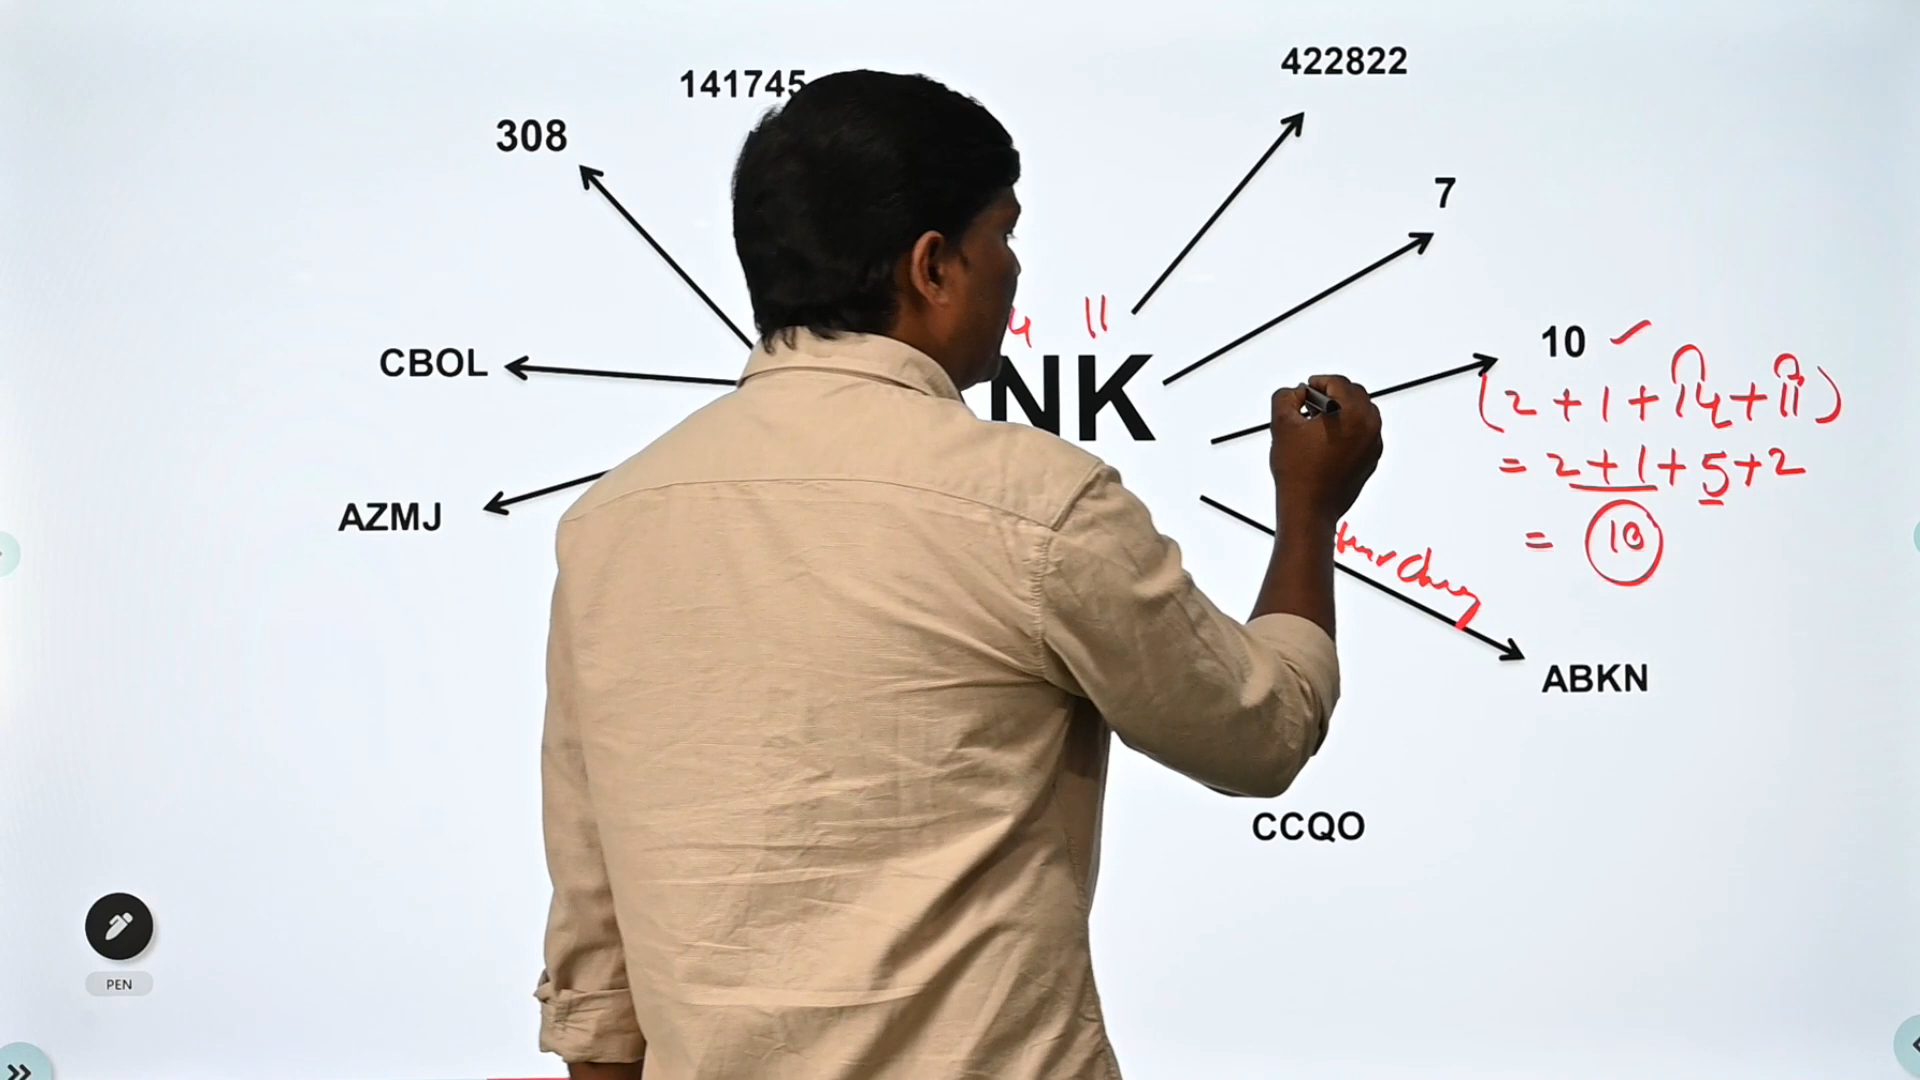 422822
141745
308
7
11
10 ✓
NK
CBOL
(2+1+14+11)
= 2+1+5+2
= 10
AZMJ
ABKN
CCQO
PEN